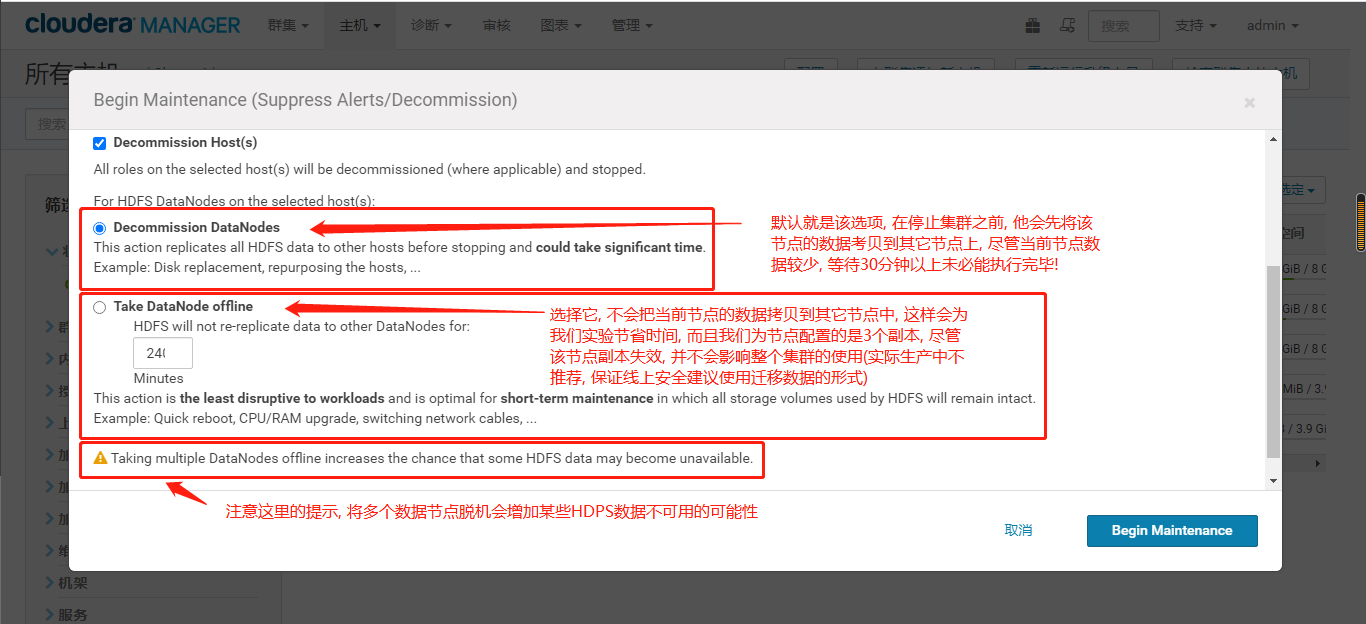 cloudera MANAGER 群集 主机 诊断 审核 图表 管理 搜索 支持 admin
所有主机
搜索
Begin Maintenance (Suppress Alerts/Decommission)
×
Decommission Host(s)
All roles on the selected host(s) will be decommissioned (where applicable) and stopped.
For HDFS DataNodes on the selected host(s):
Decommission DataNodes
This action replicates all HDFS data to other hosts before stopping and could take significant time.
Example: Disk replacement, repurposing the hosts, ...
默认就是该选项, 在停止集群之前, 他会先将该
节点的数据考贝到其它节点上, 尽管当前节点数
据较少, 等待30分钟以上未必能执行完毕!
Take DataNode offline
HDFS will not re-replicate data to other DataNodes for:
24
Minutes
选择它, 不会把当前节点的数据拷贝到其它节点中, 这样会为
我们实验节省时间, 而且我们为节点配置的是3个副本, 尽管
该节点副本失效, 并不会影响整个集群的使用(实际生产中不
推荐, 保证线上安全建议使用迁移数据的形式)
This action is the least disruptive to workloads and is optimal for short-term maintenance in which all storage volumes used by HDFS will remain intact.
Example: Quick reboot, CPU/RAM upgrade, switching network cables, ...
Taking multiple DataNodes offline increases the chance that some HDFS data may become unavailable.
注意这里的提示, 将多个数据节点脱机会增加某些HDPS数据不可用的可能性
取消
Begin Maintenance
机架
服务